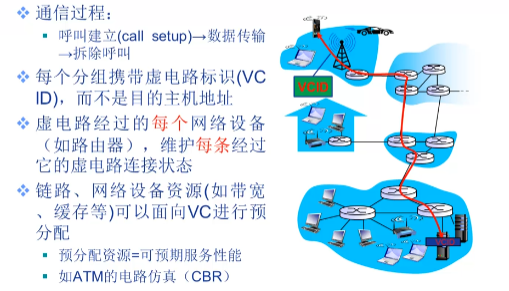 通信过程：
呼叫建立(call setup)→数据传输
→拆除呼叫
每个分组携带虚电路标识(VC
ID)，而不是目的主机地址
虚电路经过的每个网络设备
（如路由器），维护每条经过
它的虚电路连接状态
链路、网络设备资源(如带宽
、缓存等)可以面向VC进行预
分配
预分配资源=可预期服务性能
如ATM的电路仿真（CBR）
VCID